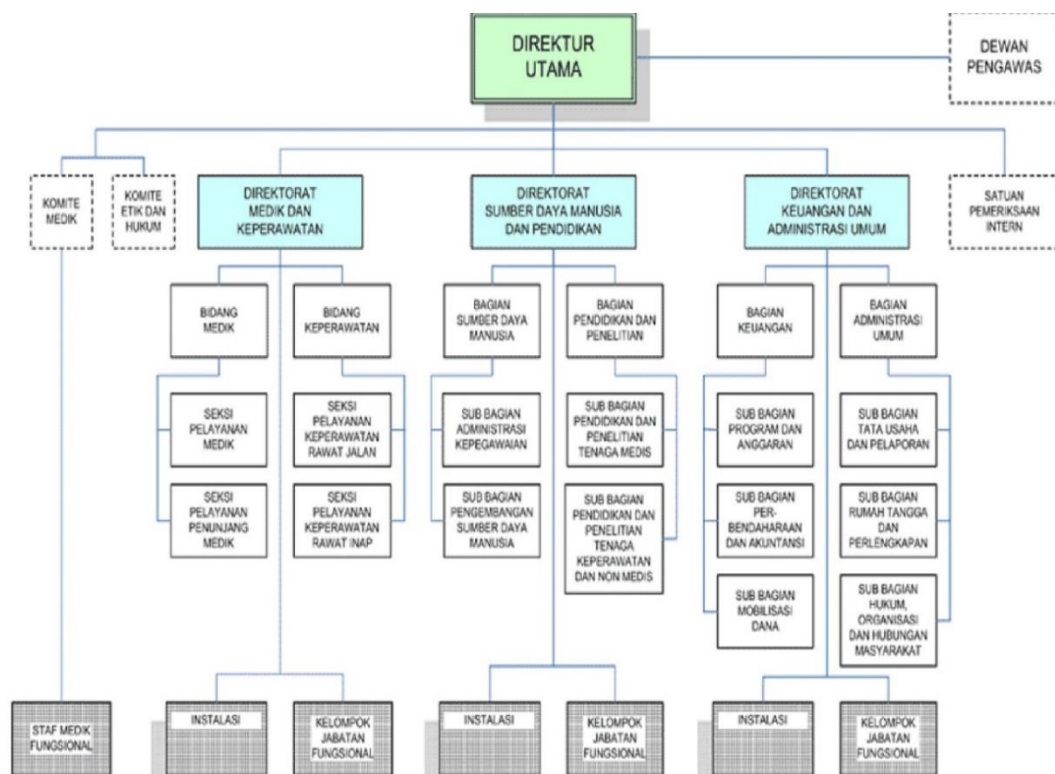 DIREKTUR
UTAMA
DEWAN
PENGAWAS
KOMITE
MEDIK
KOMITE
ETIK DAN
HUKUM
DIREKTORAT
MEDIK DAN
KEPERAWATAN
DIREKTORAT
SUMBER DAYA MANUSIA
DAN PENDIDIKAN
DIREKTORAT
KEUANGAN DAN
ADMINISTRASI UMUM
SATUAN
PEMERIKSAAN
INTERN
BIDANG
MEDIK
BIDANG
KEPERAWATAN
BAGIAN
SUMBER DAYA
MANUSIA
BAGIAN
PENDIDIKAN DAN
PENELITIAN
BAGIAN
KEUANGAN
BAGIAN
ADMINISTRASI
UMUM
SEKSI
PELAYANAN
MEDIK
SEKSI
PELAYANAN
KEPERAWATAN
RAWAT JALAN
SUB BAGIAN
ADMINISTRASI
KEPEGAWAIAN
SUB BAGIAN
PENDIDIKAN DAN
PENELITIAN
TENAGA MEDIS
SUB BAGIAN
PROGRAM DAN
ANGGARAN
SUB BAGIAN
TATA USAHA
DAN PELAPORAN
SEKSI
PELAYANAN
PENUNJANG
MEDIK
SEKSI
PELAYANAN
KEPERAWATAN
RAWAT INAP
SUB BAGIAN
PENGEMBANGAN
SUMBER DAYA
MANUSIA
SUB BAGIAN
PENDIDIKAN DAN
PENELITIAN
TENAGA
KEPERAWATAN
DAN NON MEDIS
SUB BAGIAN
PER-
BENDAHARAAN
DAN AKUNTANSI
SUB BAGIAN
RUMAH TANGGA
DAN
PERLENGKAPAN
SUB BAGIAN
MOBILISASI
DANA
SUB BAGIAN
HUKUM,
ORGANISASI
DAN HUBUNGAN
MASYARAKAT
STAF MEDIK
FUNGSIONAL
INSTALASI
KELOMPOK
JABATAN
FUNGSIONAL
INSTALASI
KELOMPOK
JABATAN
FUNGSIONAL
INSTALASI
KELOMPOK
JABATAN
FUNGSIONAL